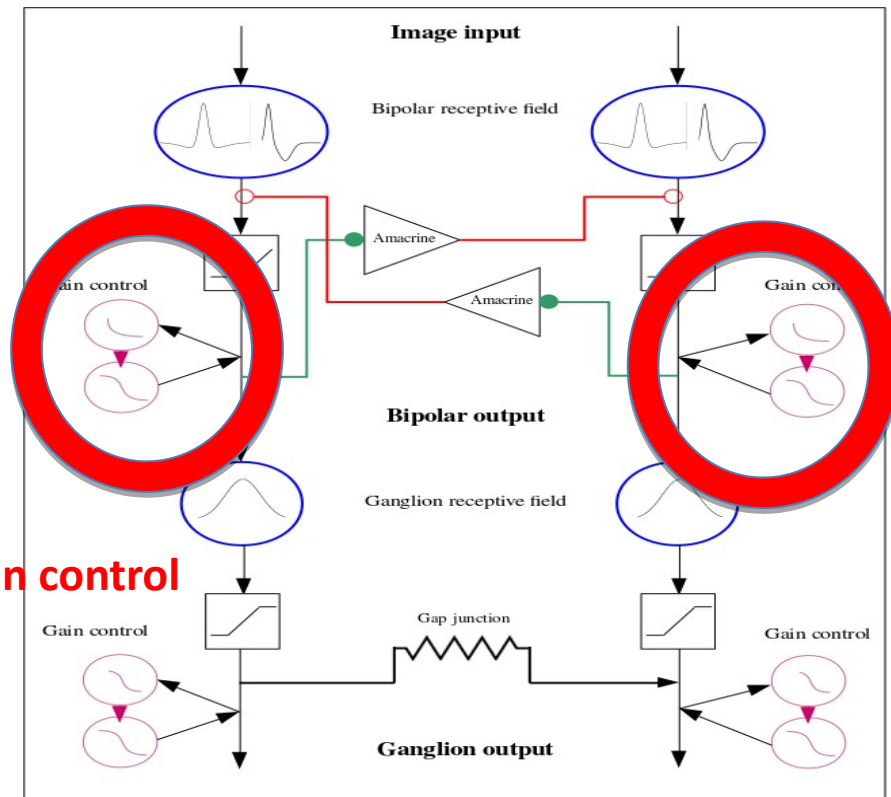 Image input
Bipolar receptive field
Amacrine
Amacrine
ain control
Gain cont
Bipolar output
Ganglion receptive field
n control
Gap junction
Gain control
Gain control
Ganglion output